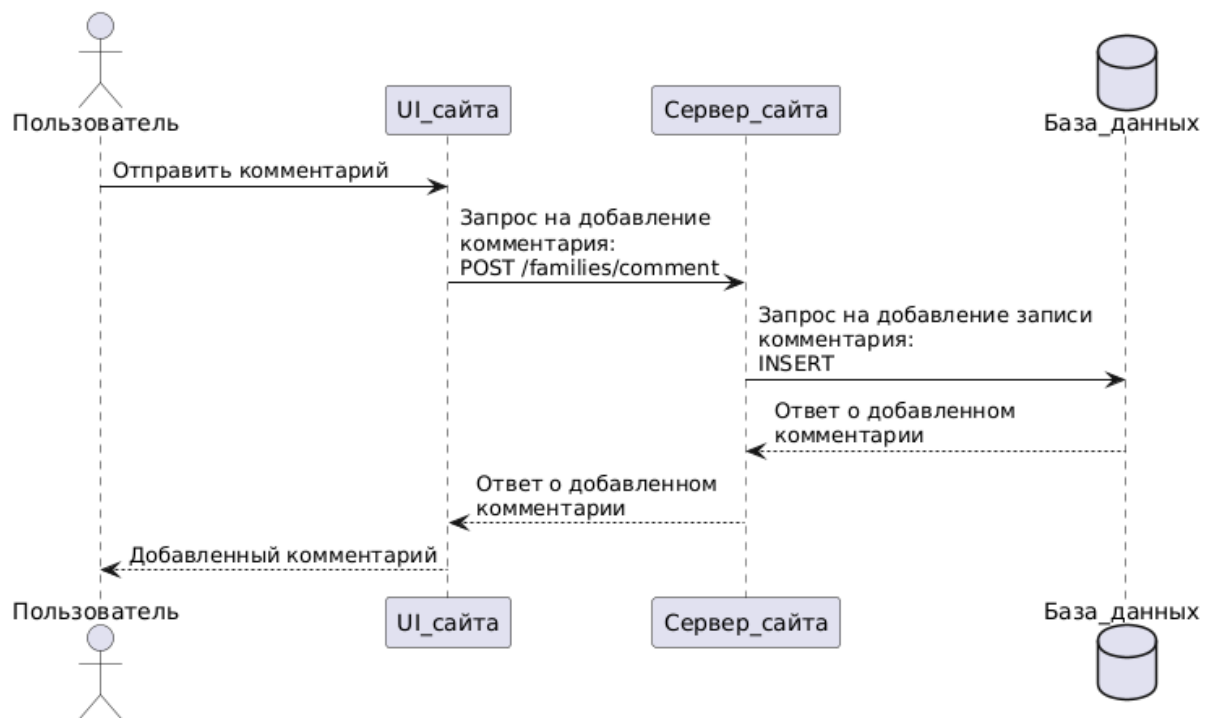 Пользователь
UI_сайта
Сервер_сайта
База_данных
Отправить комментарий
Запрос на добавление
комментария:
POST /families/comment
Запрос на добавление записи
комментария:
INSERT
Ответ о добавленном
комментарии
Ответ о добавленном
комментарии
Добавленный комментарий
Пользователь
UI_сайта
Сервер_сайта
База_данных